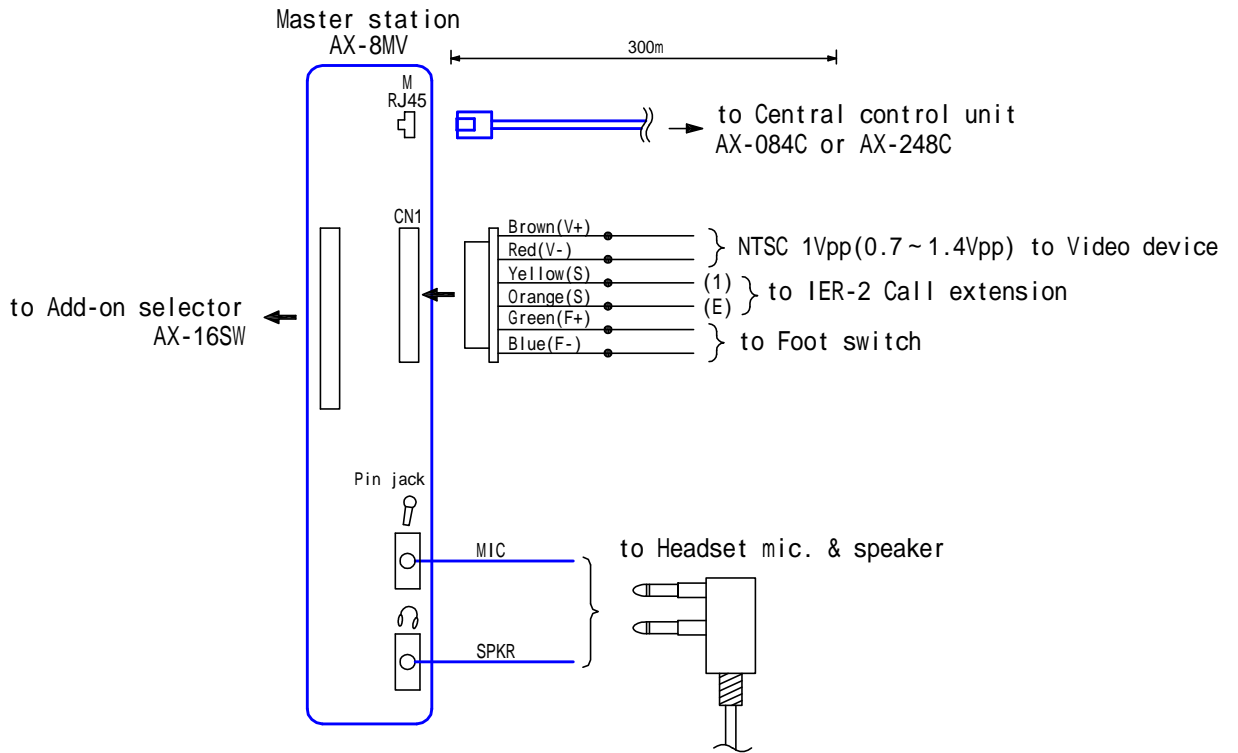 Master station
AX-8MV
300m
M
RJ45
to Central control unit
AX-084C or AX-248C
CN1
Brown(V+)
Red(V-)
NTSC 1Vpp(0.7~1.4Vpp) to Video device
Yellow(S)
(1)
Orange(S)
(E)
to IER-2 Call extension
Green(F+)
Blue(F-)
to Foot switch
to Add-on selector
AX-16SW
Pin jack
MIC
to Headset mic. & speaker
SPKR